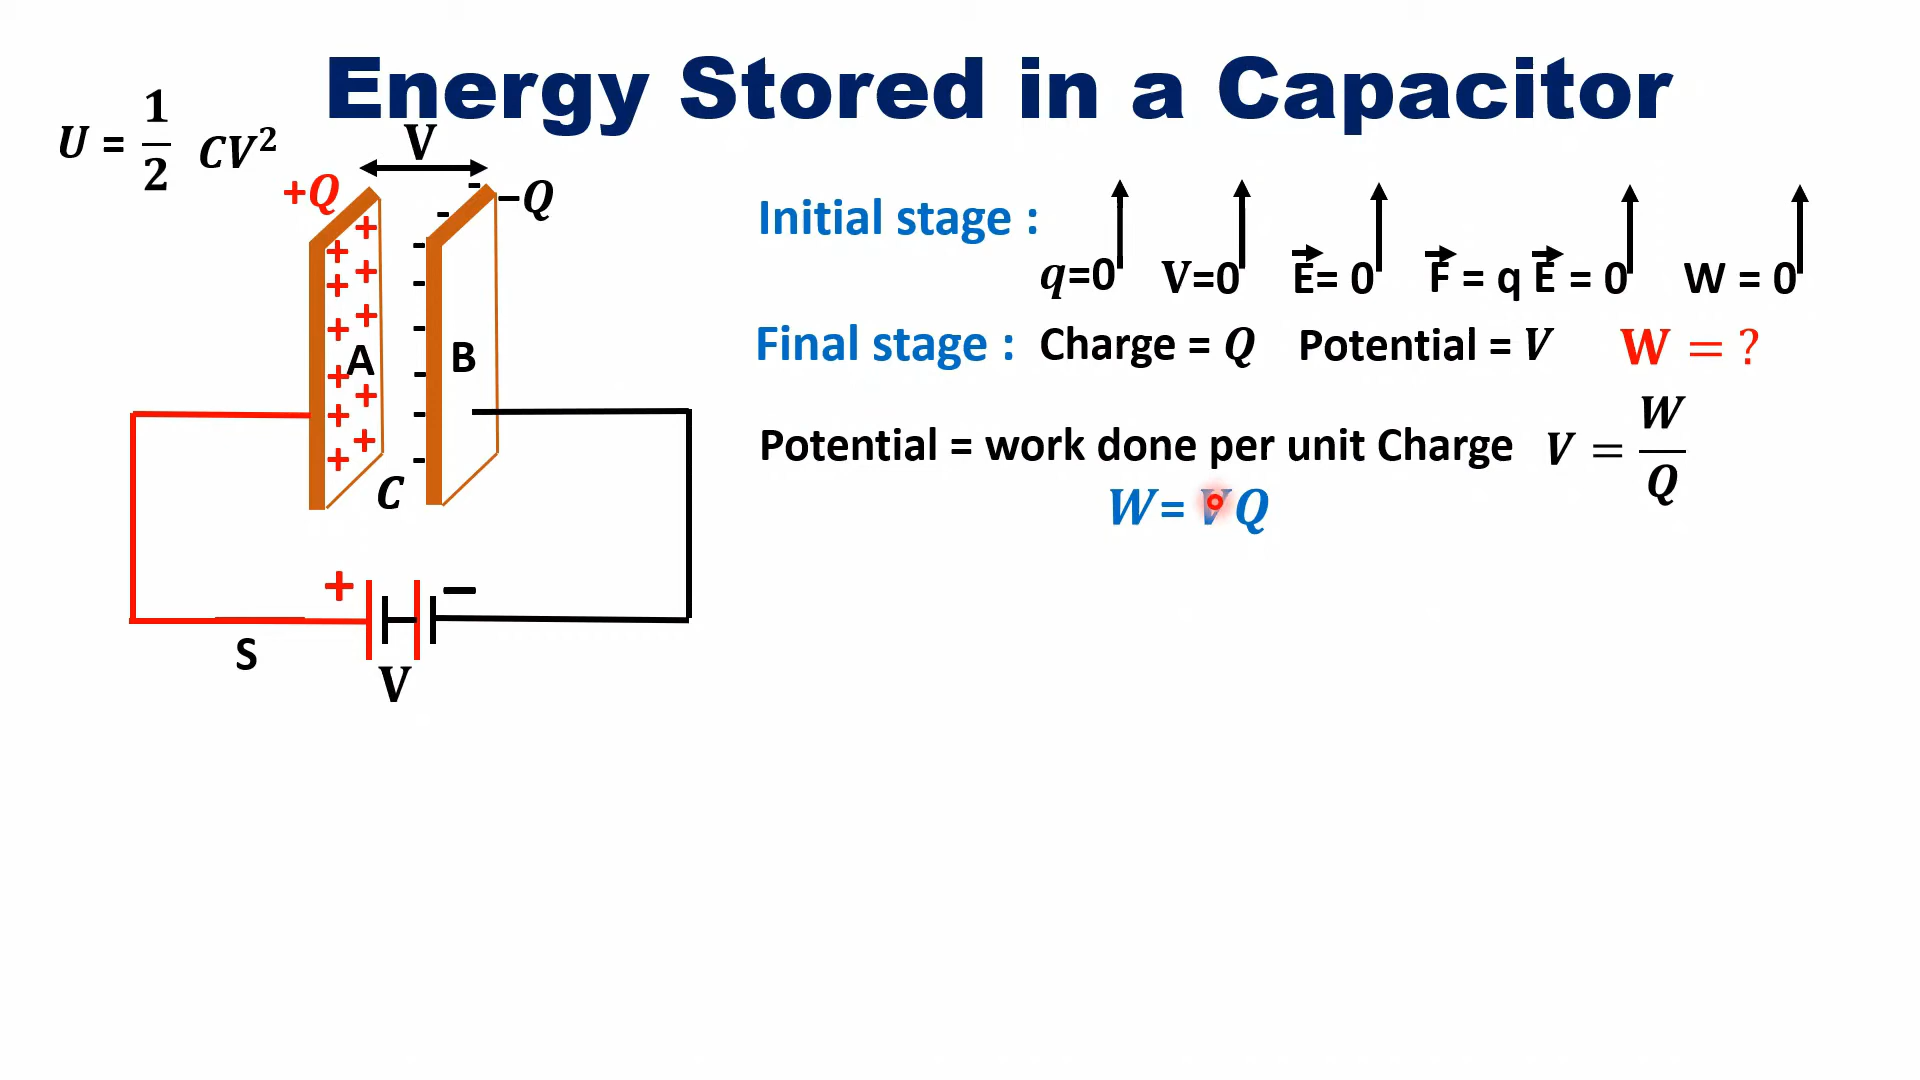 Energy Stored in a Capacitor
U = 1/2 CV²
V
+Q
−Q
A
B
C
+
−
S
V
Initial stage : q=0 V=0 E⃗= 0 F⃗ = q E⃗ = 0 W = 0
Final stage : Charge = Q Potential = V W = ?
Potential = work done per unit Charge V = W/Q
W= VQ